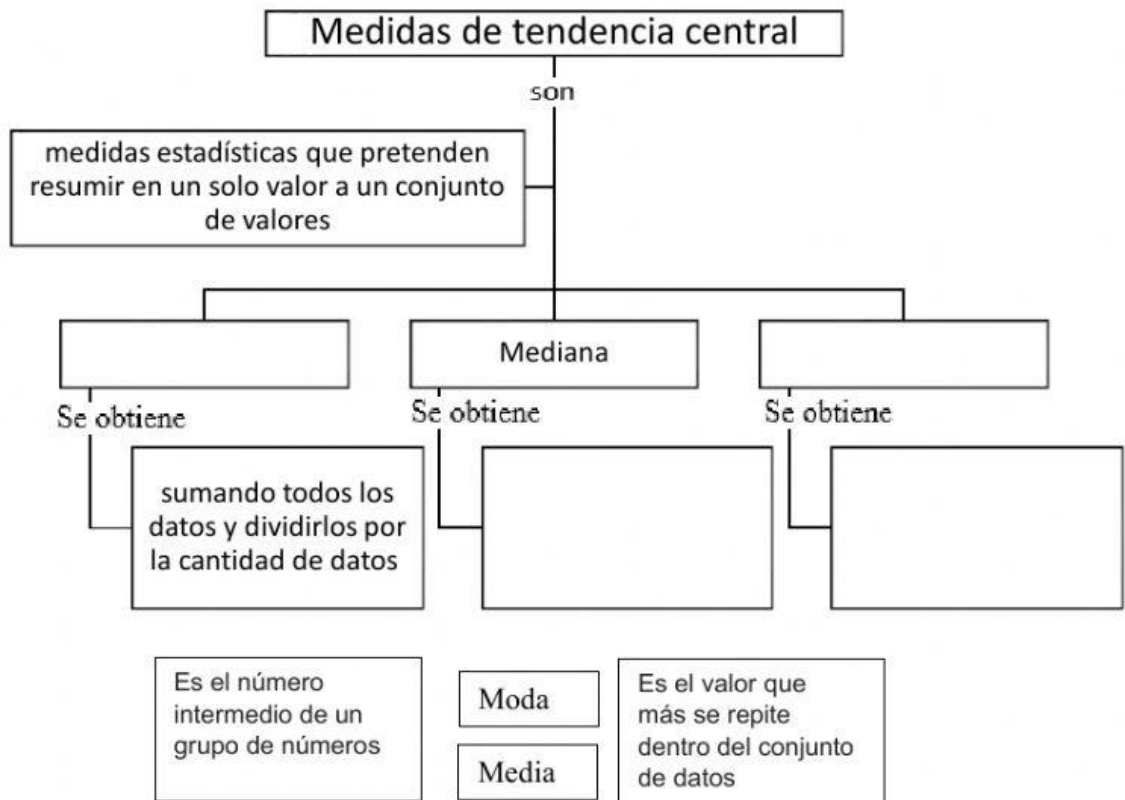 Medidas de tendencia central
son
medidas estadísticas que pretenden
resumir en un solo valor a un conjunto
de valores
Mediana
Se obtiene
Se obtiene
Se obtiene
sumando todos los
datos y dividirlos por
la cantidad de datos
Es el número
intermedio de un
grupo de números
Moda
Media
Es el valor que
más se repite
dentro del conjunto
de datos